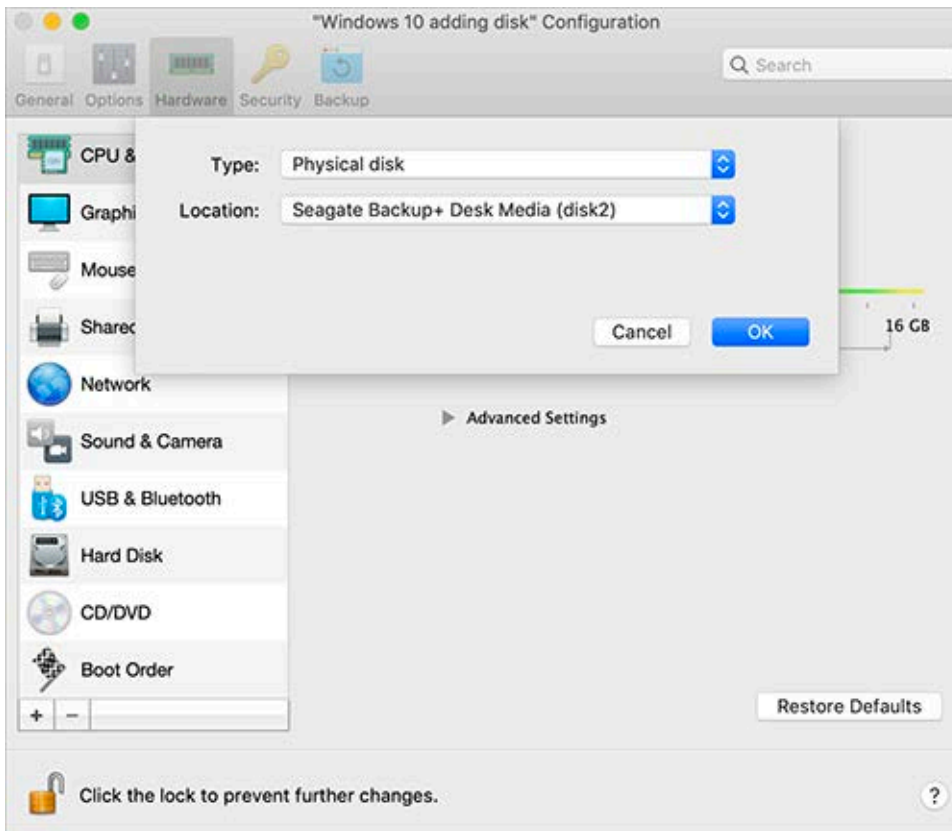 "Windows 10 adding disk" Configuration
General Options Hardware Security Backup
Search
CPU &
Type: Physical disk
Graphi
Location: Seagate Backup+ Desk Media (disk2)
Mouse
Shared
Cancel OK
16 GB
Network
Advanced Settings
Sound & Camera
USB & Bluetooth
Hard Disk
CD/DVD
Boot Order
+ −
Restore Defaults
Click the lock to prevent further changes.
?